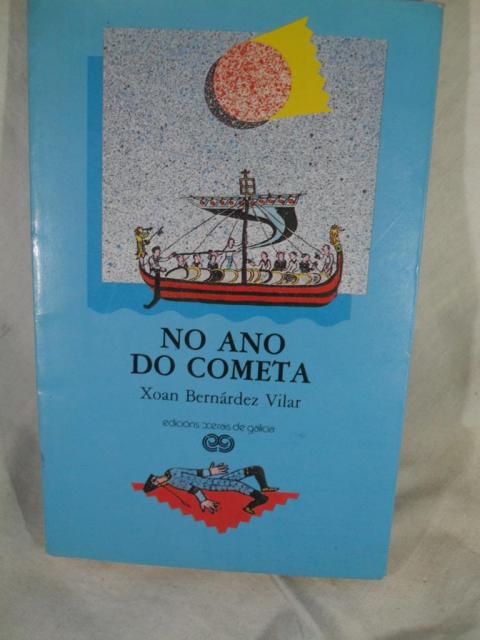 NO ANO
DO COMETA
Xoan Bernárdez Vilar
edicións xerais de galicia